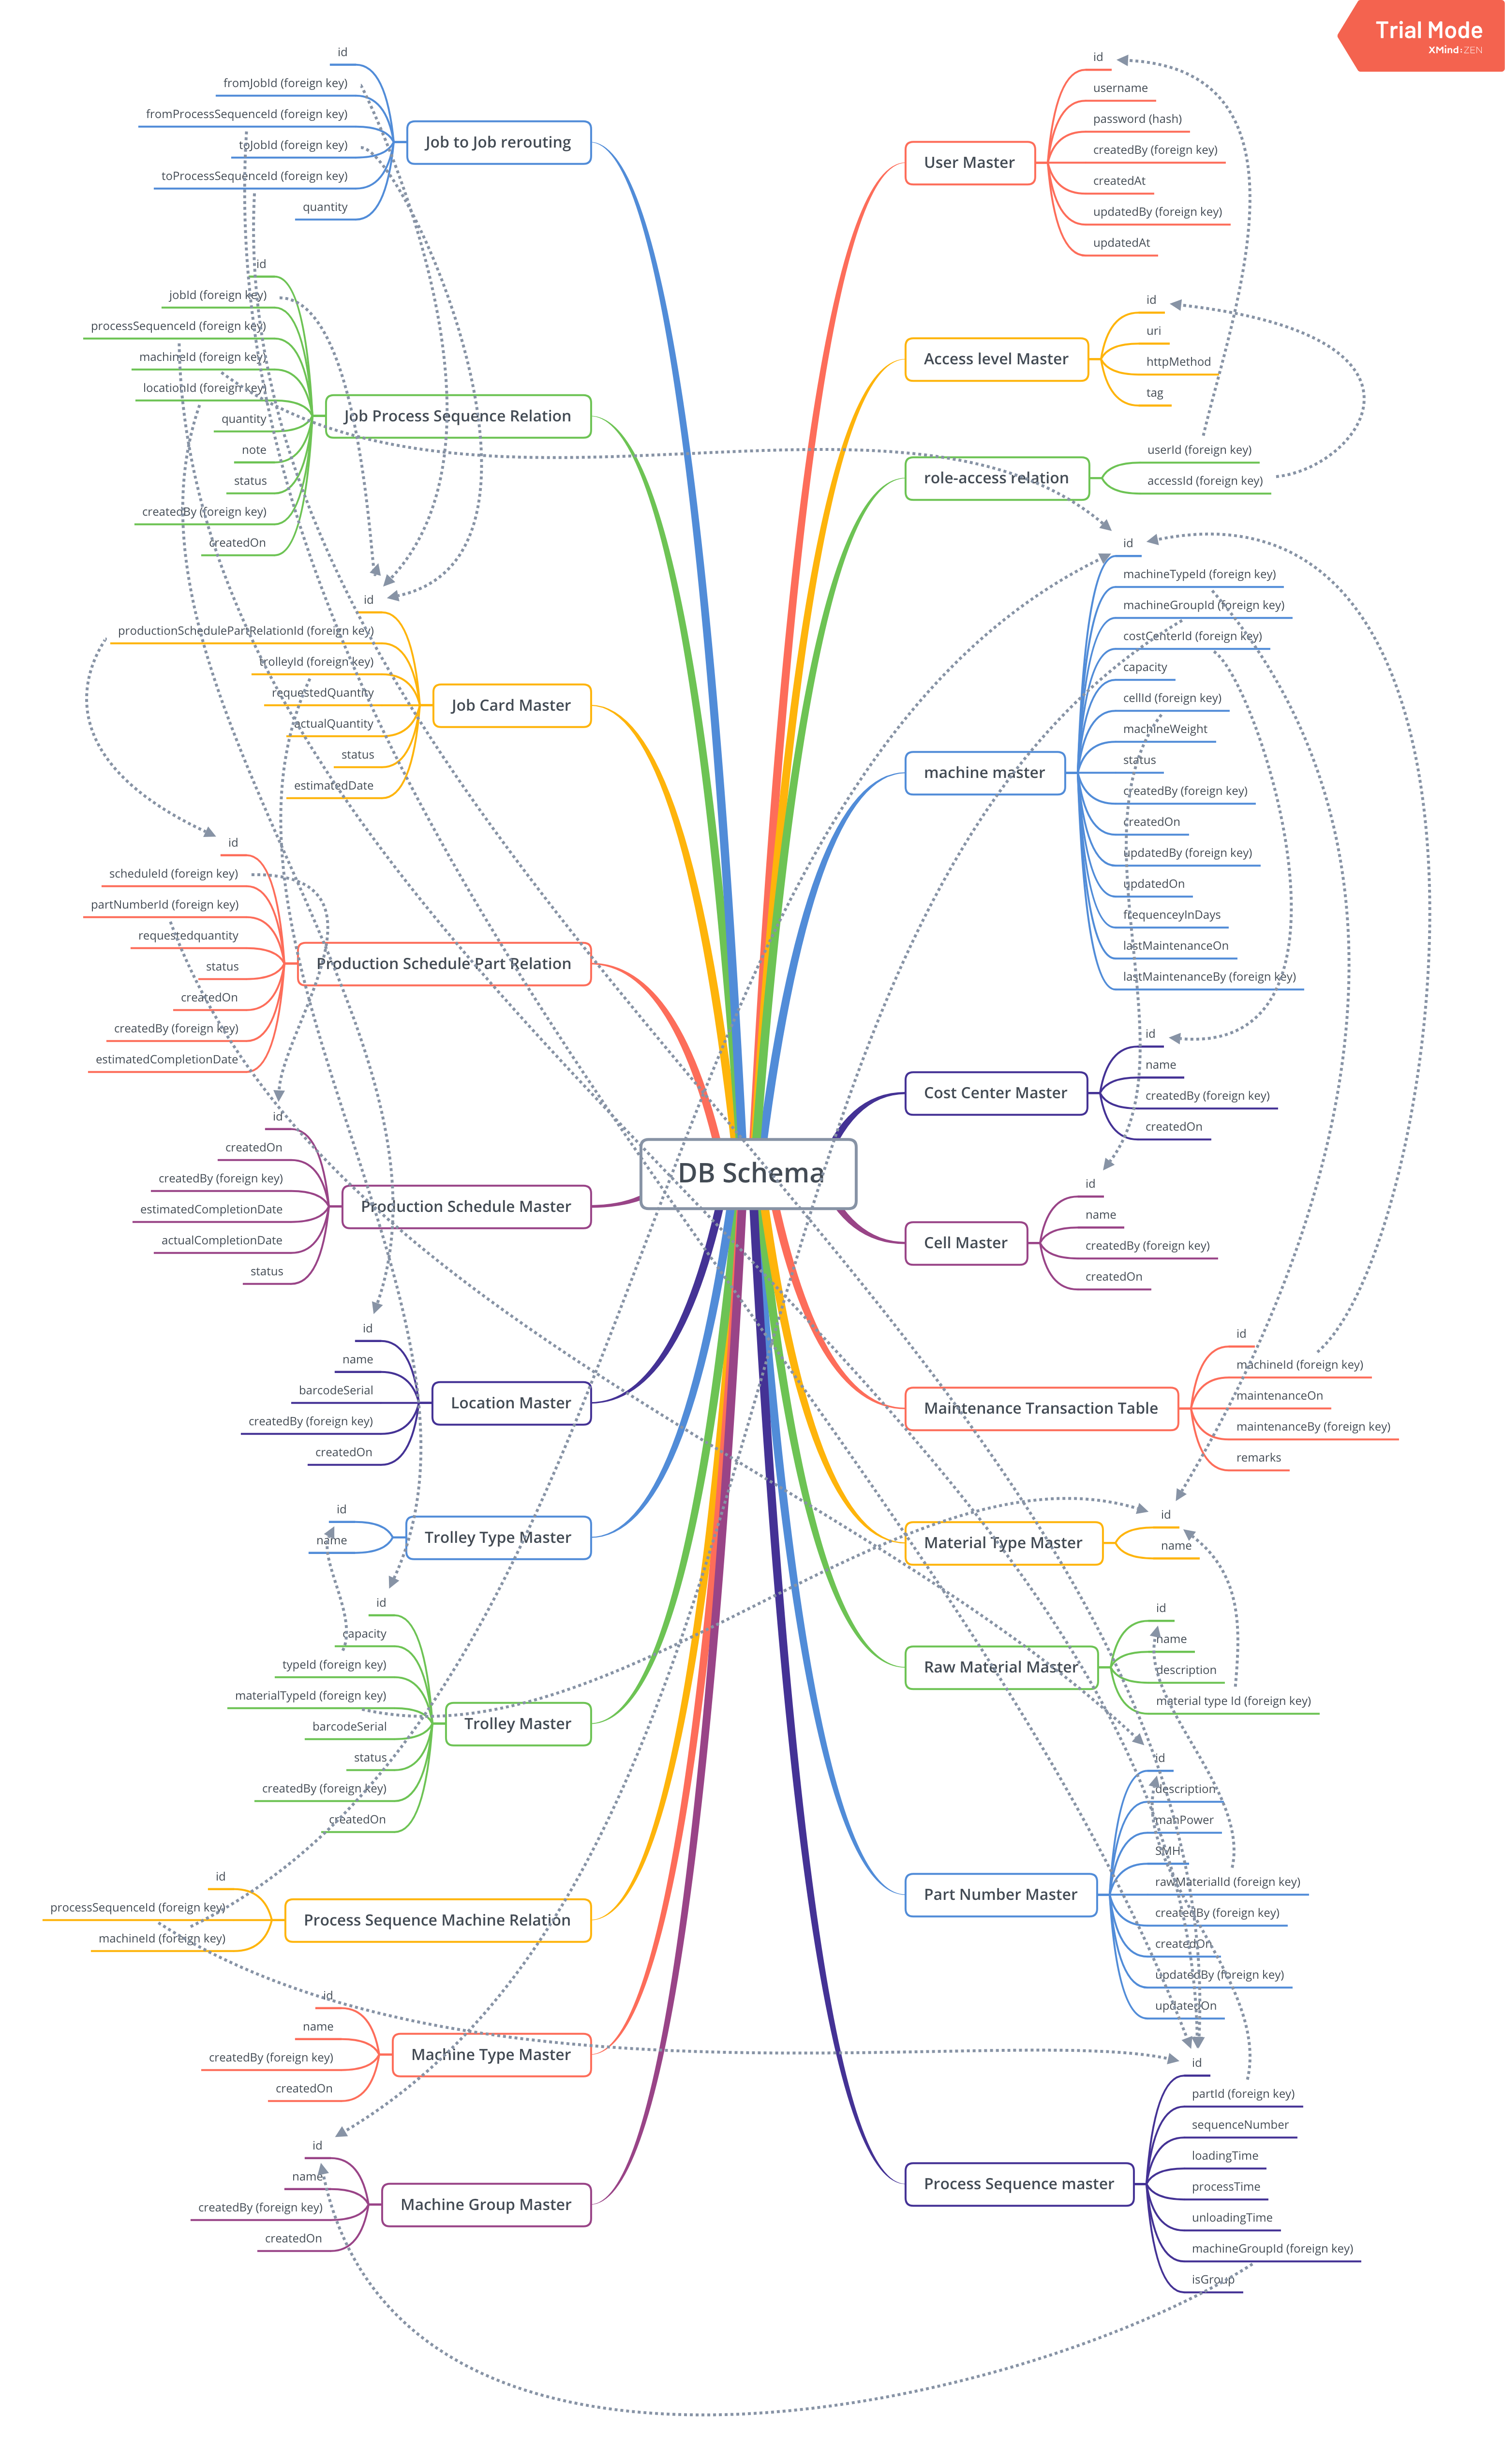 Trial Mode
XMind:ZEN
DB Schema
User Master
id
username
password (hash)
createdBy (foreign key)
createdAt
updatedBy (foreign key)
updatedAt
Access level Master
id
uri
httpMethod
tag
role-access relation
userId (foreign key)
accessId (foreign key)
machine master
id
machineTypeId (foreign key)
machineGroupId (foreign key)
costCenterId (foreign key)
capacity
cellId (foreign key)
machineWeight
status
createdBy (foreign key)
createdOn
updatedBy (foreign key)
updatedOn
frequenceyInDays
lastMaintenanceOn
lastMaintenanceBy (foreign key)
Cost Center Master
id
name
createdBy (foreign key)
createdOn
Cell Master
id
name
createdBy (foreign key)
createdOn
Maintenance Transaction Table
id
machineId (foreign key)
maintenanceOn
maintenanceBy (foreign key)
remarks
Material Type Master
id
name
Raw Material Master
id
name
description
material type Id (foreign key)
Part Number Master
id
description
manPower
SMH
rawMaterialId (foreign key)
createdBy (foreign key)
createdOn
updatedBy (foreign key)
updatedOn
Process Sequence master
id
partId (foreign key)
sequenceNumber
loadingTime
processTime
unloadingTime
machineGroupId (foreign key)
isGroup
Job to Job rerouting
id
fromJobId (foreign key)
fromProcessSequenceId (foreign key)
toJobId (foreign key)
toProcessSequenceId (foreign key)
quantity
Job Process Sequence Relation
id
jobId (foreign key)
processSequenceId (foreign key)
machineId (foreign key)
locationId (foreign key)
quantity
note
status
createdBy (foreign key)
createdOn
Job Card Master
id
productionSchedulePartRelationId (foreign key)
trolleyId (foreign key)
requestedQuantity
actualQuantity
status
estimatedDate
Production Schedule Part Relation
id
scheduleId (foreign key)
partNumberId (foreign key)
requestedquantity
status
createdOn
createdBy (foreign key)
estimatedCompletionDate
Production Schedule Master
id
createdOn
createdBy (foreign key)
estimatedCompletionDate
actualCompletionDate
status
Location Master
id
name
barcodeSerial
createdBy (foreign key)
createdOn
Trolley Type Master
id
name
Trolley Master
id
capacity
typeId (foreign key)
materialTypeId (foreign key)
barcodeSerial
status
createdBy (foreign key)
createdOn
Process Sequence Machine Relation
id
processSequenceId (foreign key)
machineId (foreign key)
Machine Type Master
id
name
createdBy (foreign key)
createdOn
Machine Group Master
id
name
createdBy (foreign key)
createdOn